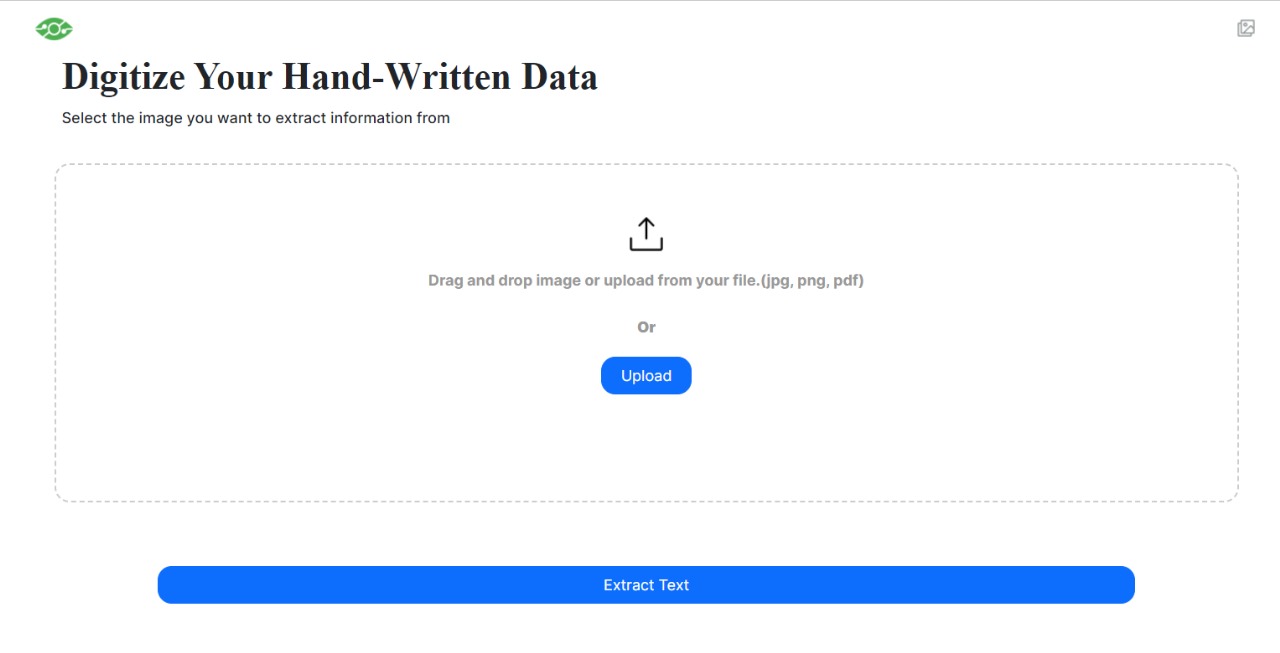 Digitize Your Hand-Written Data
Select the image you want to extract information from
Drag and drop image or upload from your file.(jpg, png, pdf)
Or
Upload
Extract Text